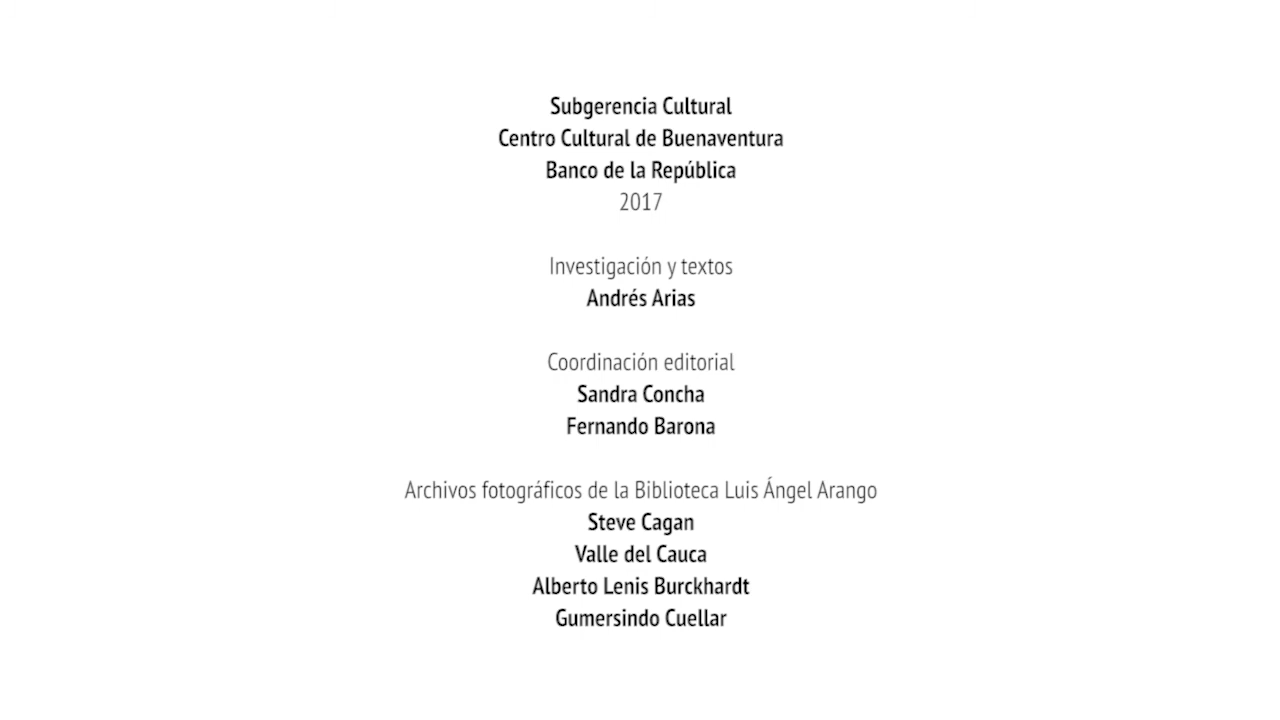 Subgerencia Cultural
Centro Cultural de Buenaventura
Banco de la República
2017
Investigación y textos
Andrés Arias
Coordinación editorial
Sandra Concha
Fernando Barona
Archivos fotográficos de la Biblioteca Luis Ángel Arango
Steve Cagan
Valle del Cauca
Alberto Lenis Burckhardt
Gumersindo Cuellar